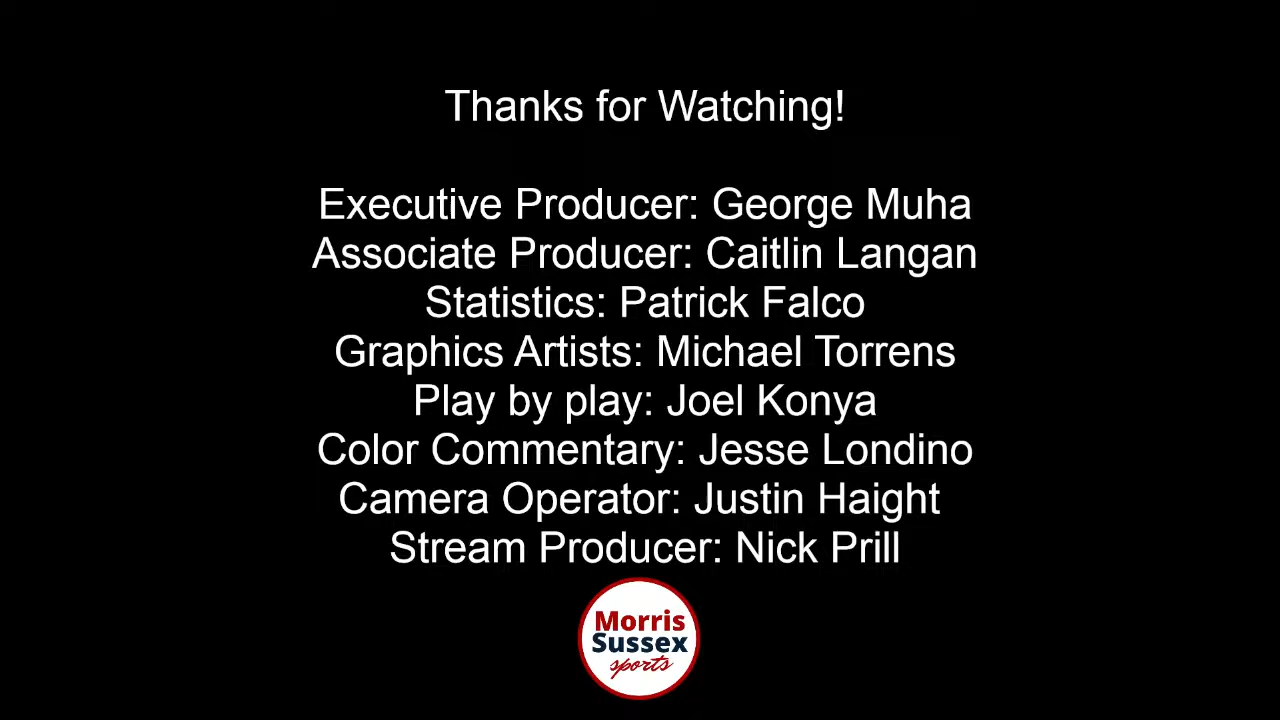 Thanks for Watching!
Executive Producer: George Muha
Associate Producer: Caitlin Langan
Statistics: Patrick Falco
Graphics Artists: Michael Torrens
Play by play: Joel Konya
Color Commentary: Jesse Londino
Camera Operator: Justin Haight
Stream Producer: Nick Prill
Morris
Sussex
sports